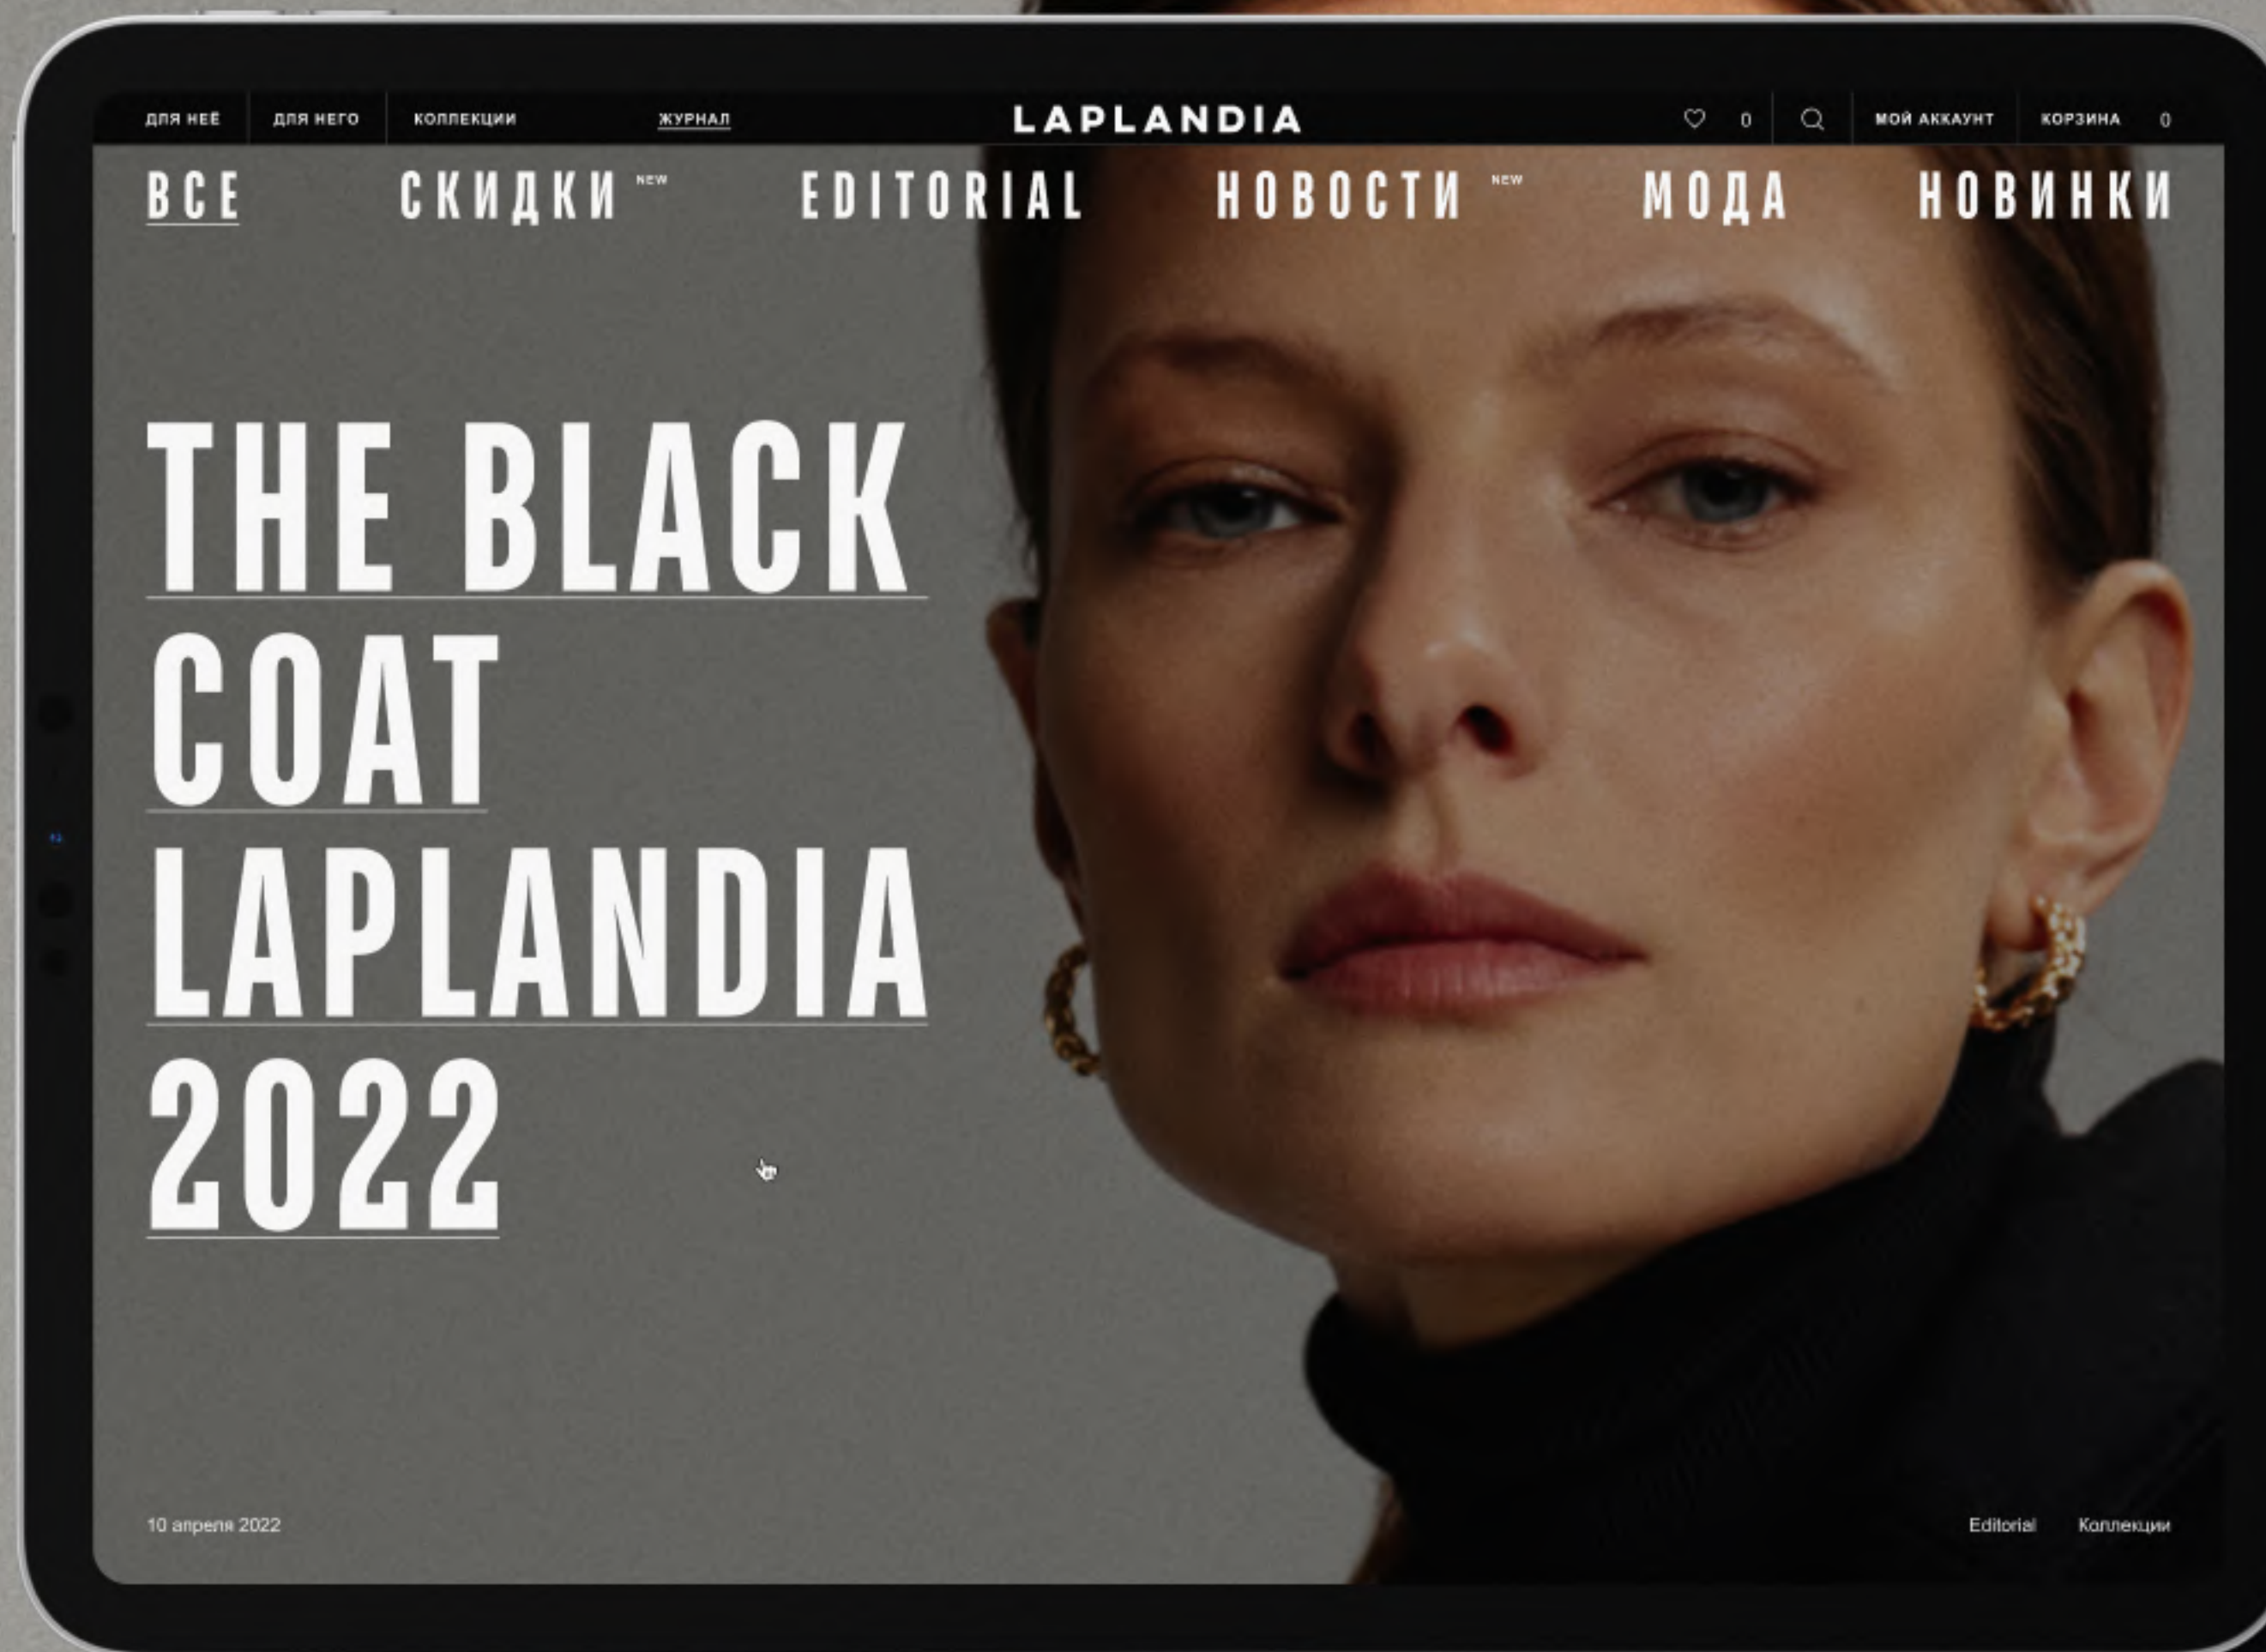 ДЛЯ НЕЁ ДЛЯ НЕГО КОЛЛЕКЦИИ ЖУРНАЛ LAPLANDIA 0 МОЙ АККАУНТ КОРЗИНА 0
ВСЕ СКИДКИ NEW EDITORIAL НОВОСТИ NEW МОДА НОВИНКИ
THE BLACK
COAT
LAPLANDIA
2022
10 апреля 2022 Editorial Коллекции